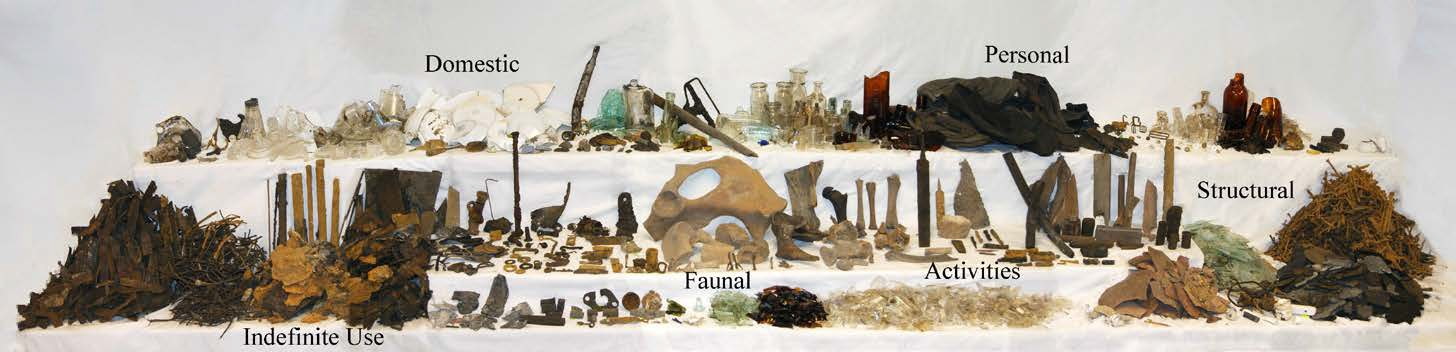 Domestic
Personal
Structural
Faunal
Activities
Indefinite Use